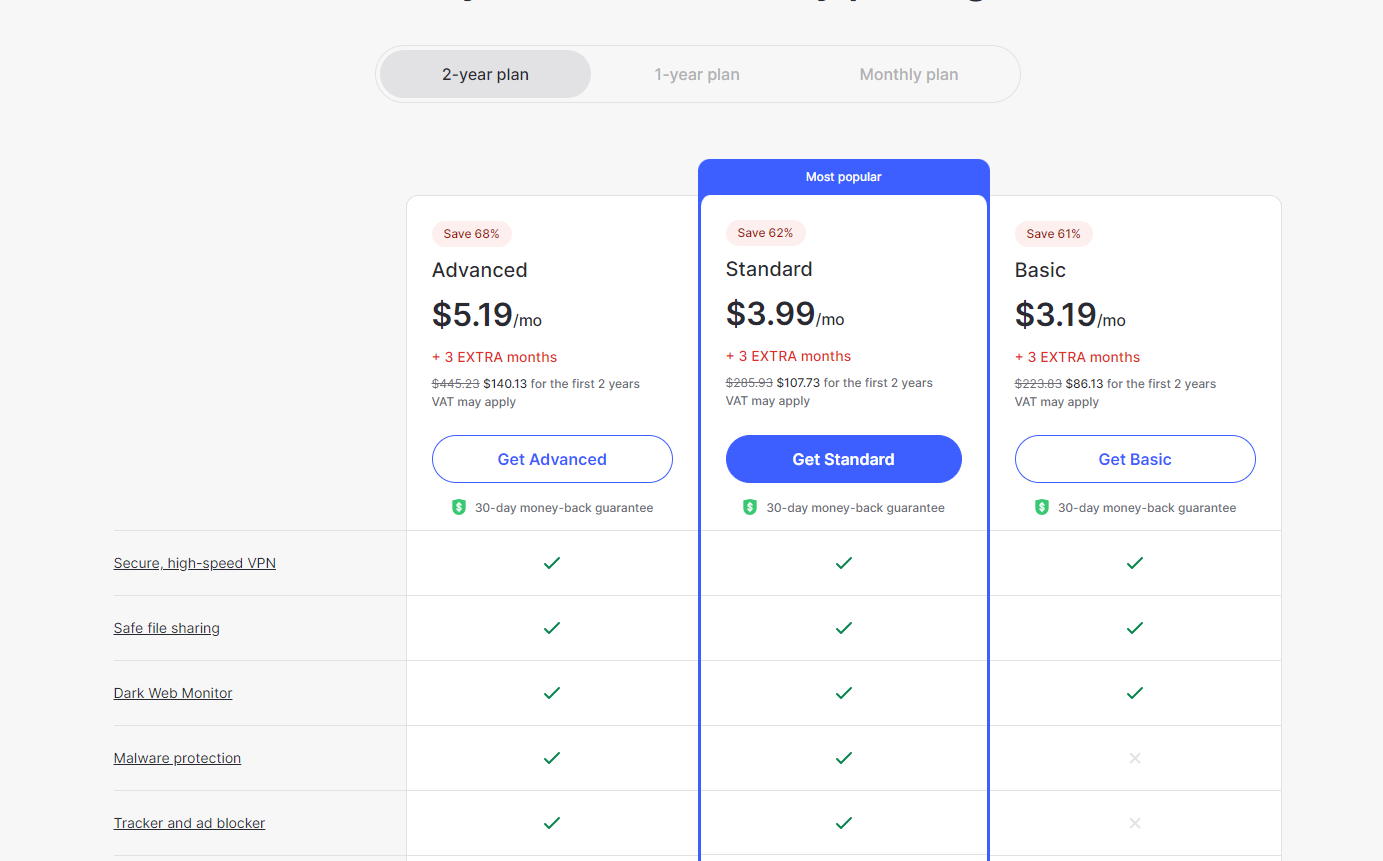 2-year plan
1-year plan
Monthly plan
Most popular
Save 68%
Advanced
$5.19/mo
+ 3 EXTRA months
$445.23 $140.13 for the first 2 years
VAT may apply
Get Advanced
30-day money-back guarantee
Save 62%
Standard
$3.99/mo
+ 3 EXTRA months
$285.93 $107.73 for the first 2 years
VAT may apply
Get Standard
30-day money-back guarantee
Save 61%
Basic
$3.19/mo
+ 3 EXTRA months
$223.83 $86.13 for the first 2 years
VAT may apply
Get Basic
30-day money-back guarantee
Secure, high-speed VPN
Safe file sharing
Dark Web Monitor
Malware protection
Tracker and ad blocker